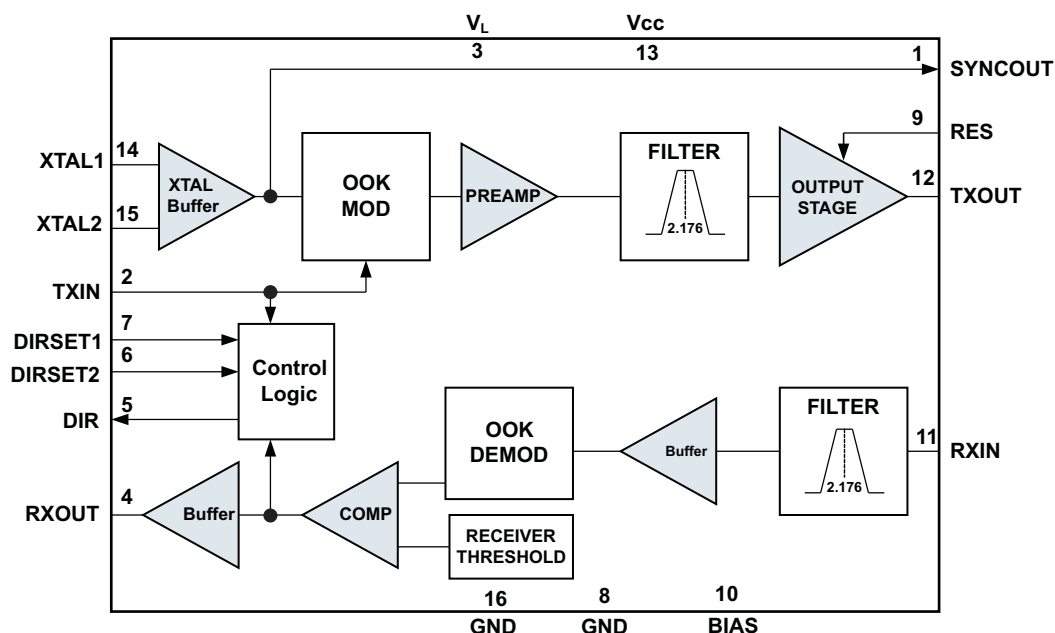 VL Vcc
3 13 1
SYNCOUT
9
RES
14
XTAL1
XTAL
Buffer
OOK
MOD
PREAMP
FILTER
2.176
OUTPUT
STAGE
12
TXOUT
15
XTAL2
2
TXIN
7
DIRSET1
6
DIRSET2
5
DIR
Control
Logic
OOK
DEMOD
Buffer
FILTER
2.176
11
RXIN
4
RXOUT
Buffer
COMP
RECEIVER
THRESHOLD
16 8 10
GND GND BIAS